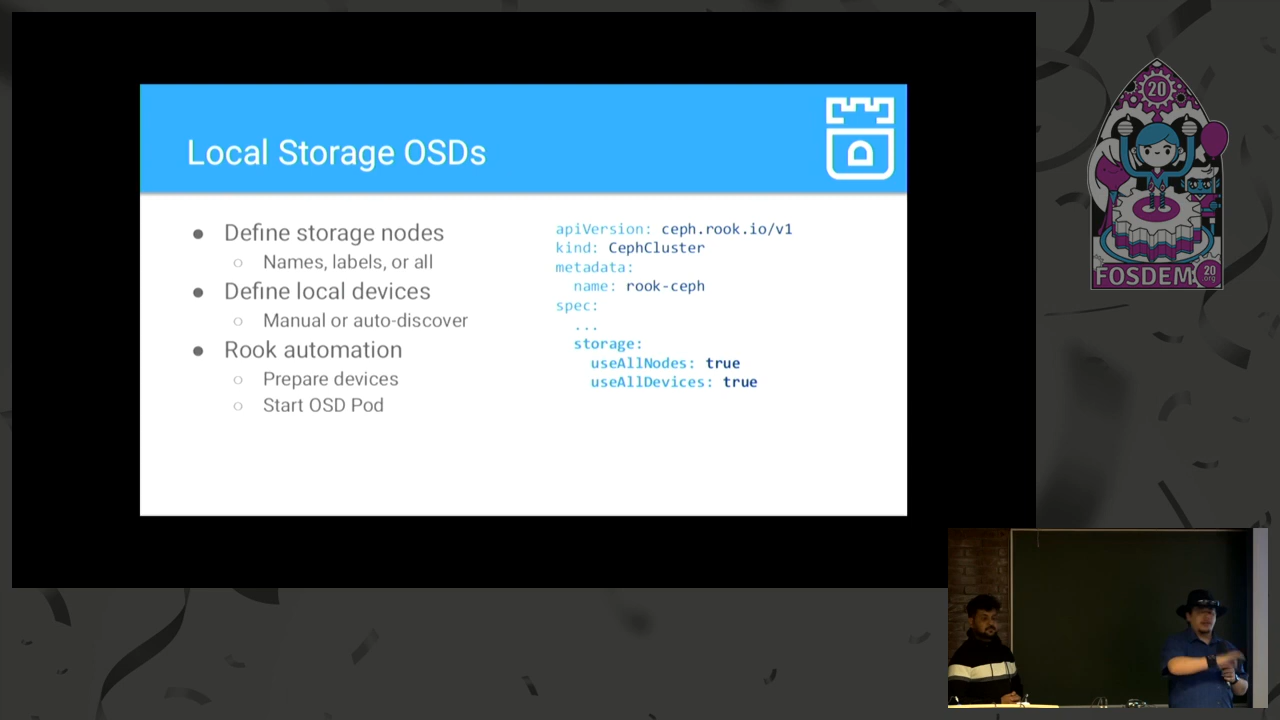 Local Storage OSDs
● Define storage nodes
○ Names, labels, or all
● Define local devices
○ Manual or auto-discover
● Rook automation
○ Prepare devices
○ Start OSD Pod
apiVersion: ceph.rook.io/v1
kind: CephCluster
metadata:
name: rook-ceph
spec:
...
storage:
useAllNodes: true
useAllDevices: true
20
FOSDEM
20
.org